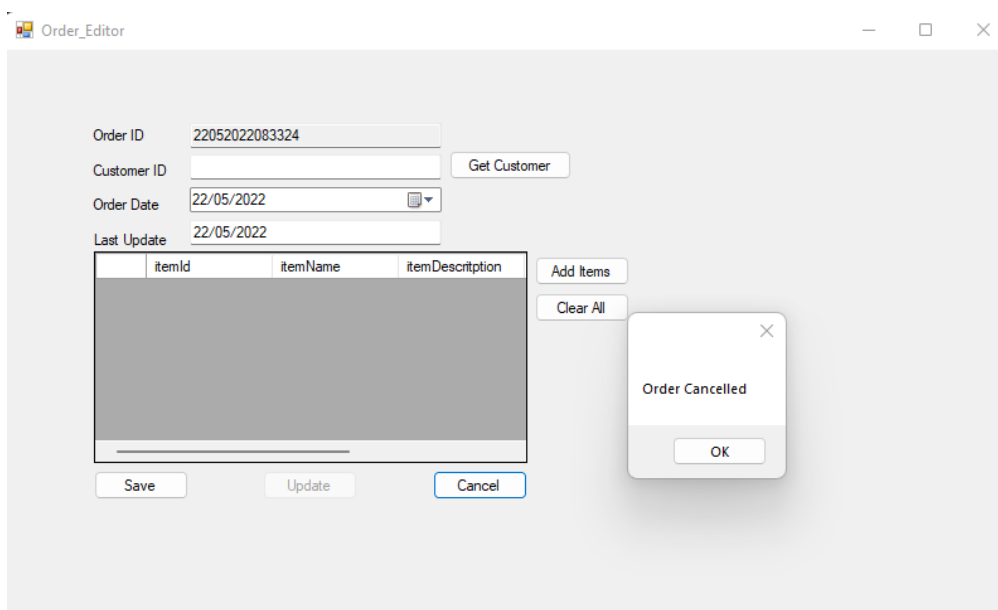 Order_Editor
Order ID 22052022083324
Customer ID Get Customer
Order Date 22/05/2022
Last Update 22/05/2022
itemId itemName itemDescritption Add Items
Clear All
Order Cancelled
OK
Save Update Cancel